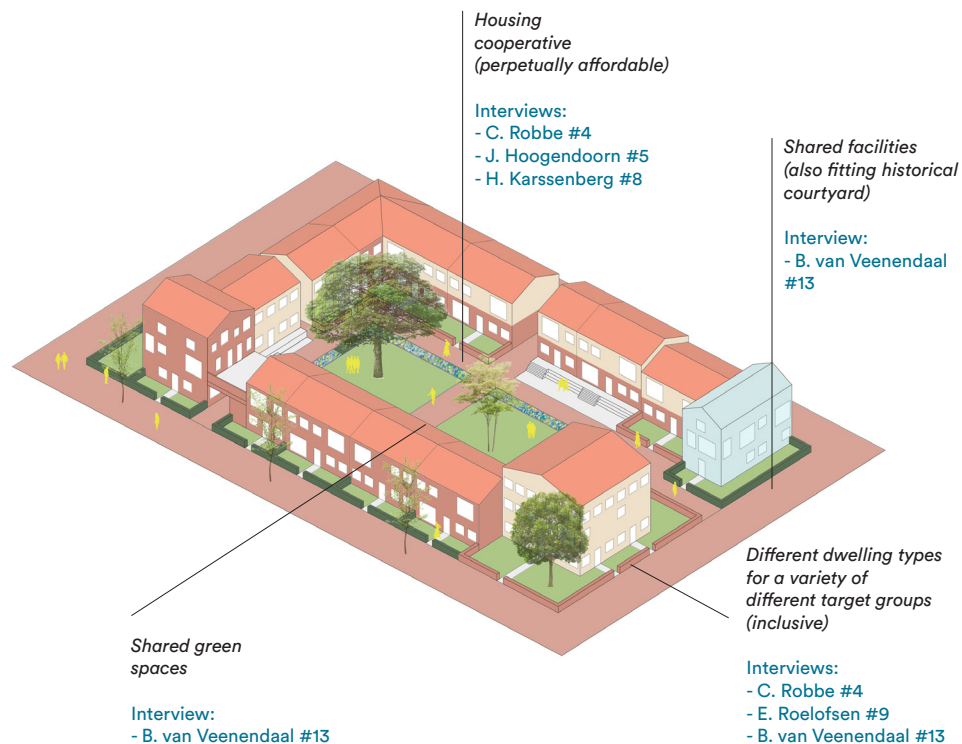 Housing
cooperative
(perpetually affordable)
Interviews:
- C. Robbe #4
- J. Hoogendoorn #5
- H. Karssenberg #8
Shared facilities
(also fitting historical
courtyard)
Interview:
- B. van Veenendaal
#13
Different dwelling types
for a variety of
different target groups
(inclusive)
Interviews:
- C. Robbe #4
- E. Roelofsen #9
- B. van Veenendaal #13
Shared green
spaces
Interview:
- B. van Veenendaal #13